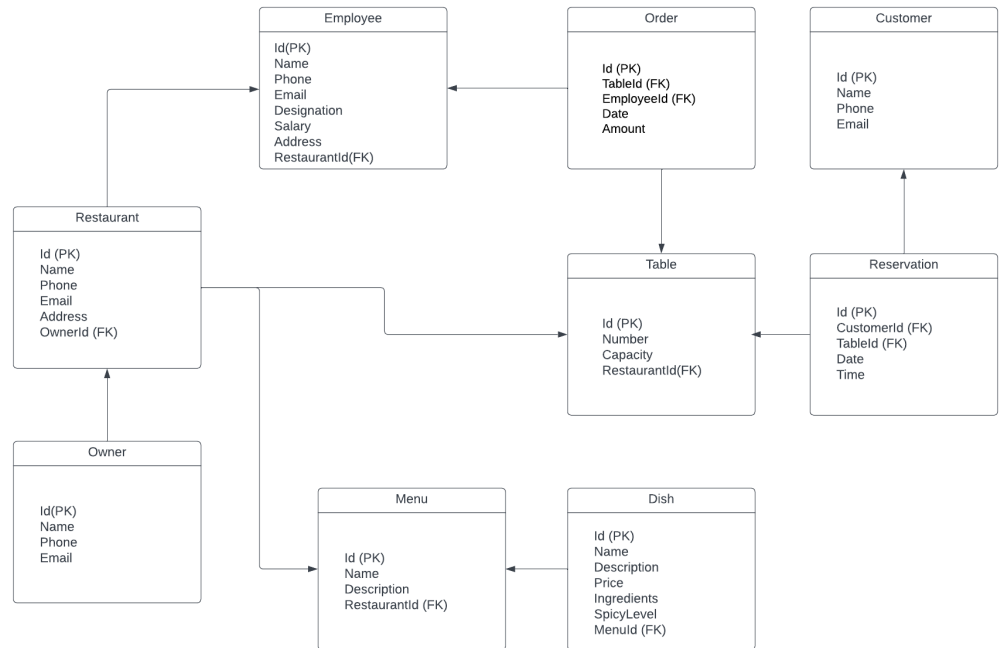 Employee
Id(PK)
Name
Phone
Email
Designation
Salary
Address
RestaurantId(FK)
Order
Id (PK)
TableId (FK)
EmployeeId (FK)
Date
Amount
Customer
Id (PK)
Name
Phone
Email
Restaurant
Id (PK)
Name
Phone
Email
Address
OwnerId (FK)
Table
Id (PK)
Number
Capacity
RestaurantId(FK)
Reservation
Id (PK)
CustomerId (FK)
TableId (FK)
Date
Time
Owner
Id(PK)
Name
Phone
Email
Menu
Id (PK)
Name
Description
RestaurantId (FK)
Dish
Id (PK)
Name
Description
Price
Ingredients
SpicyLevel
MenuId (FK)